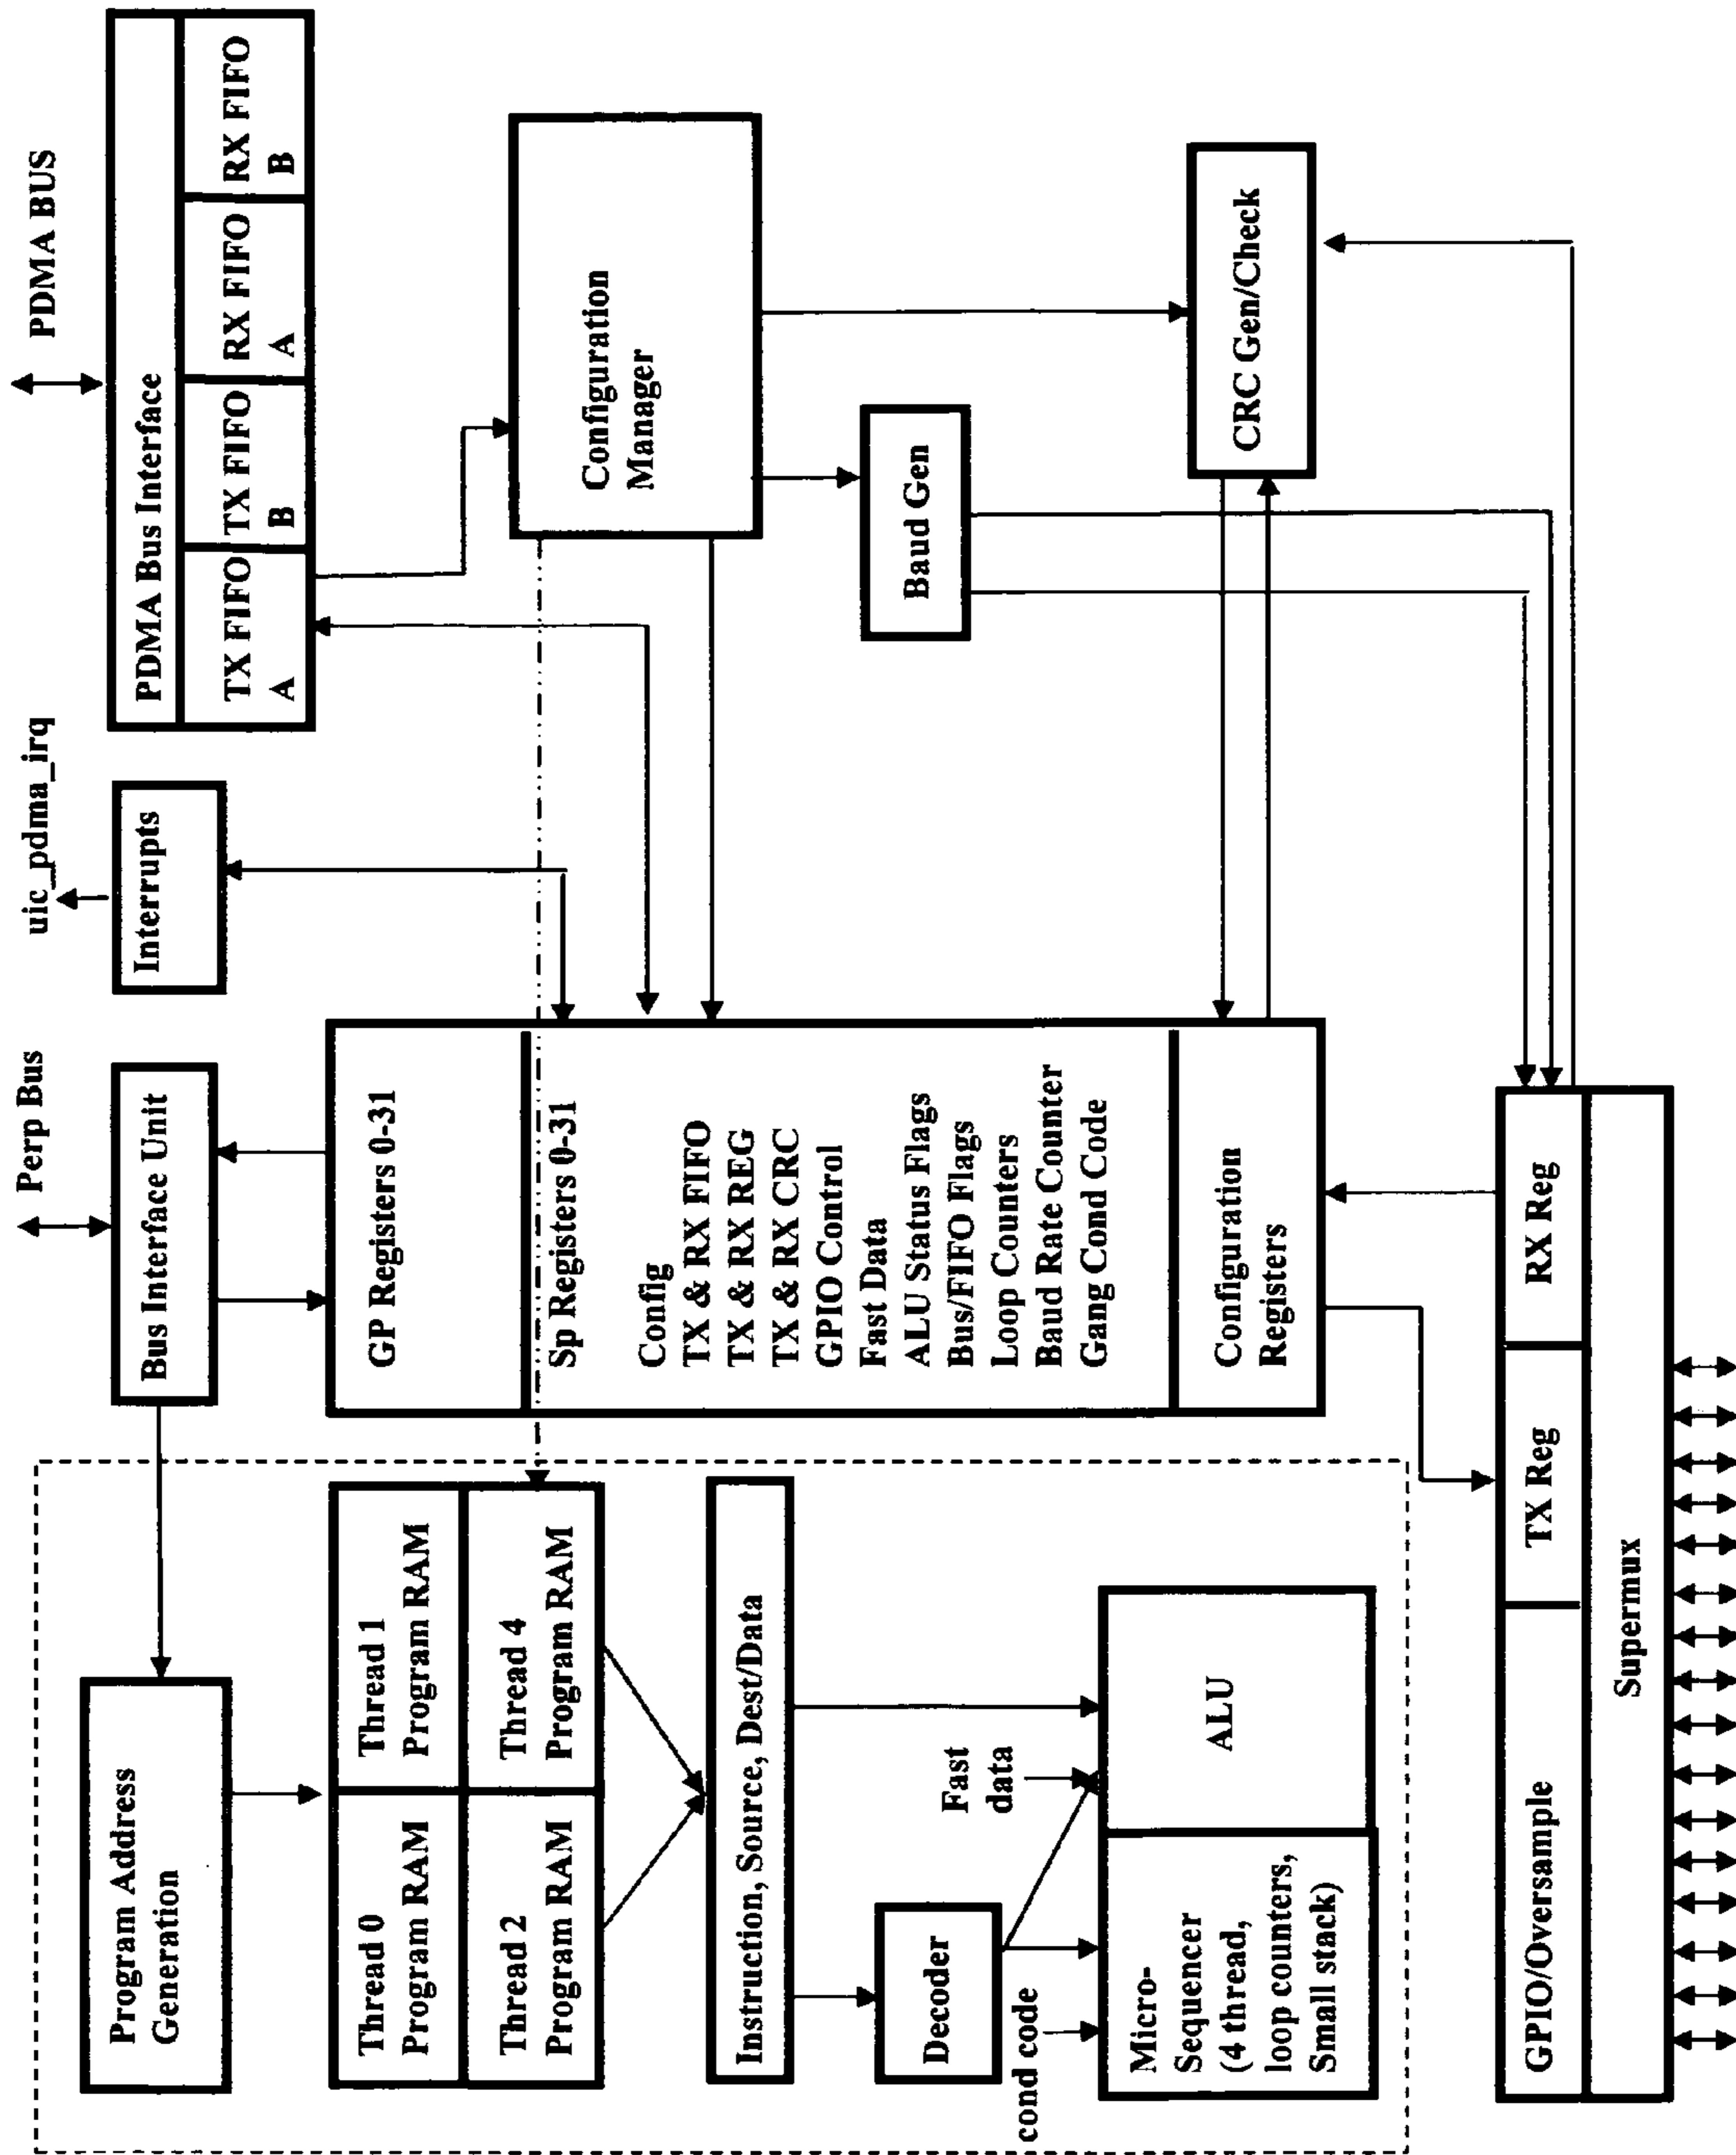 Perp Bus
uic_pdma_irq
PDMA BUS
Program Address
Generation
Bus Interface Unit
Interrupts
PDMA Bus Interface
TX FIFO
A
TX FIFO
B
RX FIFO
A
RX FIFO
B
Thread 0
Program RAM
Thread 1
Program RAM
Thread 2
Program RAM
Thread 4
Program RAM
GP Registers 0-31
Sp Registers 0-31
Config
TX & RX FIFO
TX & RX REG
TX & RX CRC
GPIO Control
Fast Data
ALU Status Flags
Bus/FIFO Flags
Loop Counters
Baud Rate Counter
Gang Cond Code
Configuration
Registers
Configuration
Manager
Instruction, Source, Dest/Data
Decoder
Fast
data
cond code
Baud Gen
Micro-
Sequencer
(4 thread,
loop counters,
Small stack)
ALU
CRC Gen/Check
GPIO/Oversample
TX Reg
RX Reg
Supermux